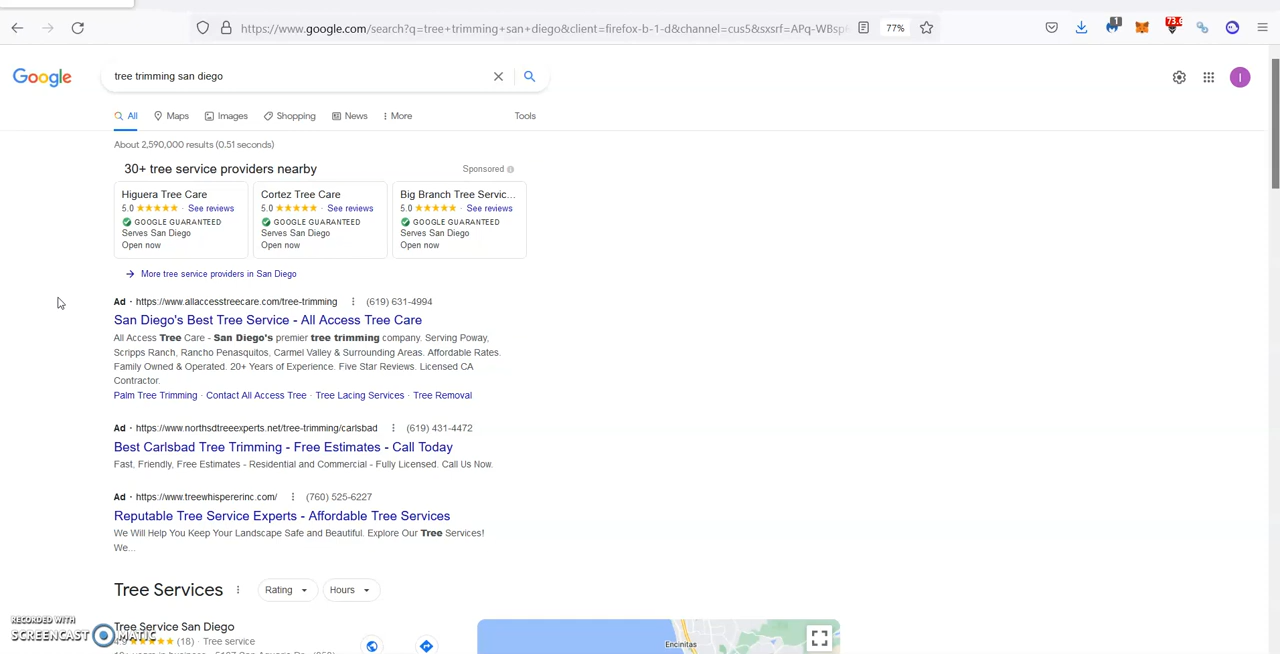 https://www.google.com/search?q=tree+trimming+san+diego&client=firefox-b-1-d&channel=cus5&sxsrf=APq-WBsp
77%
1
73.6
Google
tree trimming san diego
I
All
Maps
Images
Shopping
News
More
Tools
About 2,590,000 results (0.51 seconds)
30+ tree service providers nearby
Sponsored
Higuera Tree Care
5.0 · See reviews
GOOGLE GUARANTEED
Serves San Diego
Open now
Cortez Tree Care
5.0 · See reviews
GOOGLE GUARANTEED
Serves San Diego
Open now
Big Branch Tree Servic...
5.0 · See reviews
GOOGLE GUARANTEED
Serves San Diego
Open now
More tree service providers in San Diego
Ad · https://www.allaccesstreecare.com/tree-trimming (619) 631-4994
San Diego's Best Tree Service - All Access Tree Care
All Access Tree Care - San Diego's premier tree trimming company. Serving Poway,
Scripps Ranch, Rancho Penasquitos, Carmel Valley & Surrounding Areas. Affordable Rates.
Family Owned & Operated. 20+ Years of Experience. Five Star Reviews. Licensed CA
Contractor.
Palm Tree Trimming · Contact All Access Tree · Tree Lacing Services · Tree Removal
Ad · https://www.northsdtreeexperts.net/tree-trimming/carlsbad (619) 431-4472
Best Carlsbad Tree Trimming - Free Estimates - Call Today
Fast, Friendly, Free Estimates - Residential and Commercial - Fully Licensed. Call Us Now.
Ad · https://www.treewhispererinc.com/ (760) 525-6227
Reputable Tree Service Experts - Affordable Tree Services
We Will Help You Keep Your Landscape Safe and Beautiful. Explore Our Tree Services!
We...
Tree Services
Rating
Hours
Tree Service San Diego
(18) · Tree service
Encinitas
RECORDED WITH
SCREENCAST MATIC